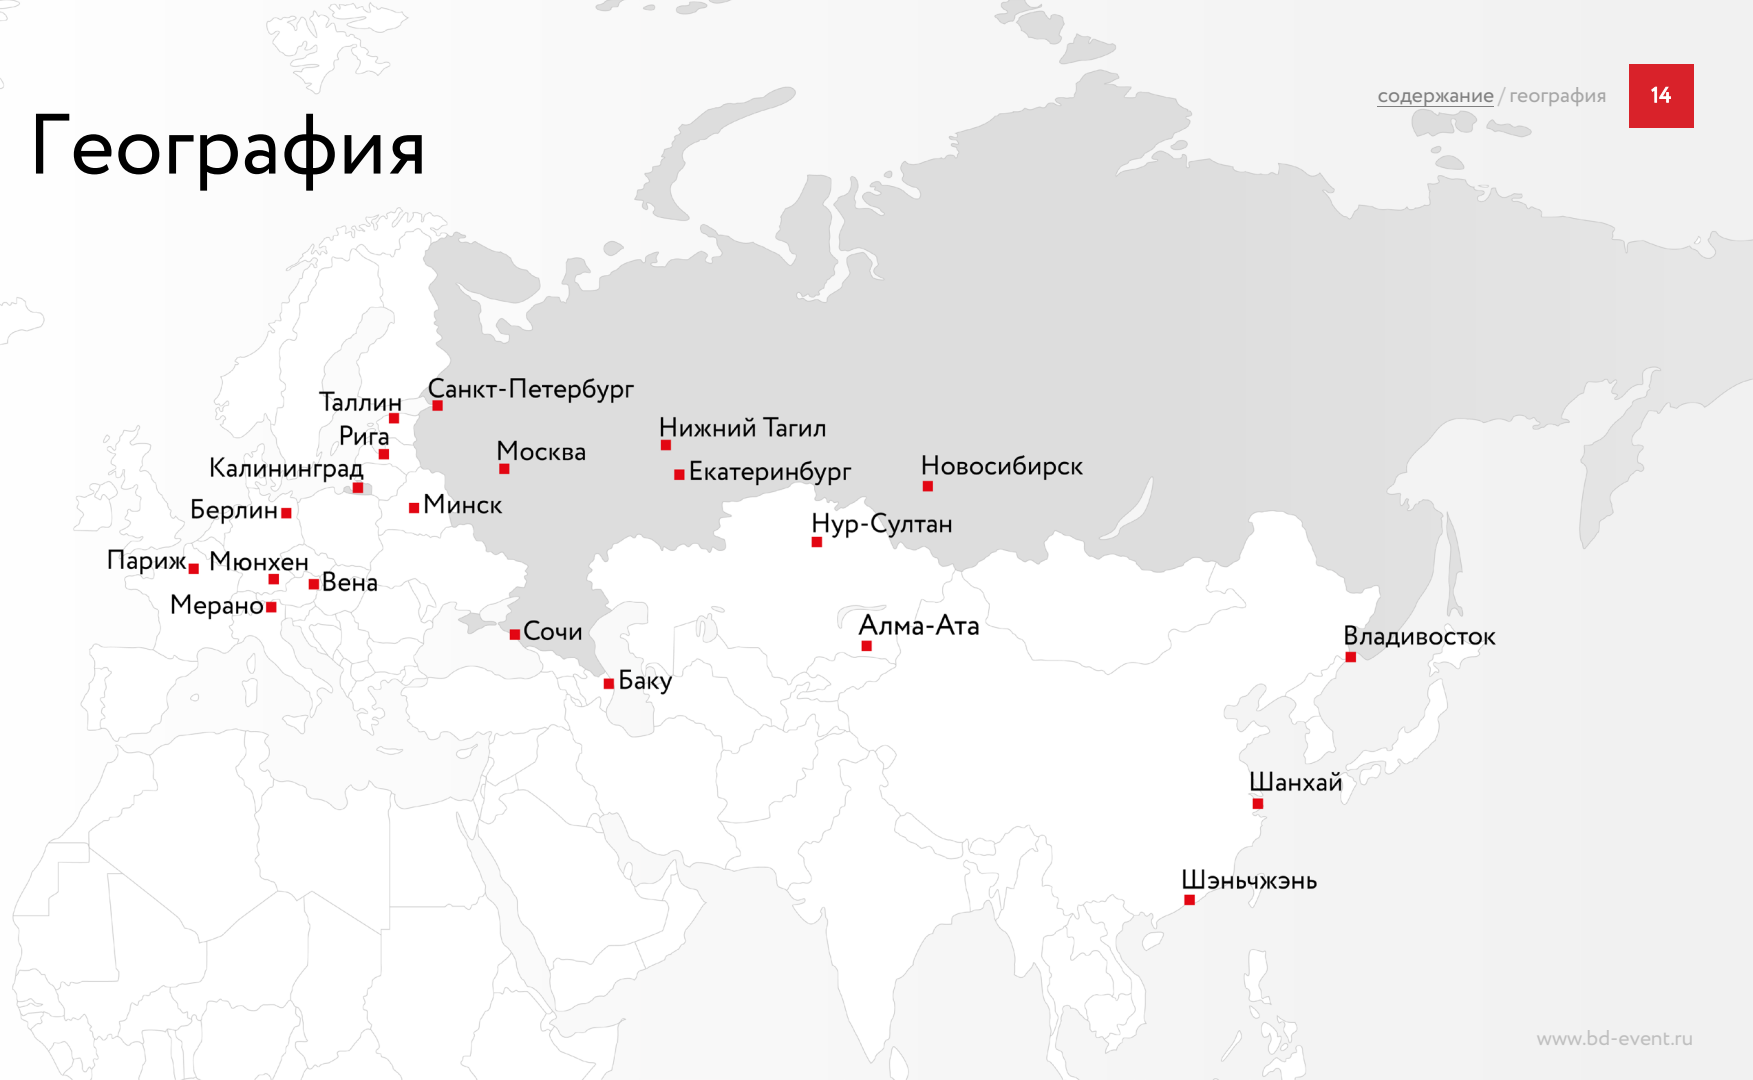 содержание / география
14
География
Санкт-Петербург
Таллин
Нижний Тагил
Рига
Москва
Калининград
Екатеринбург
Новосибирск
Берлин
Минск
Нур-Султан
Париж
Мюнхен
Вена
Мерано
Сочи
Алма-Ата
Владивосток
Баку
Шанхай
Шэньчжэнь
www.bd-event.ru